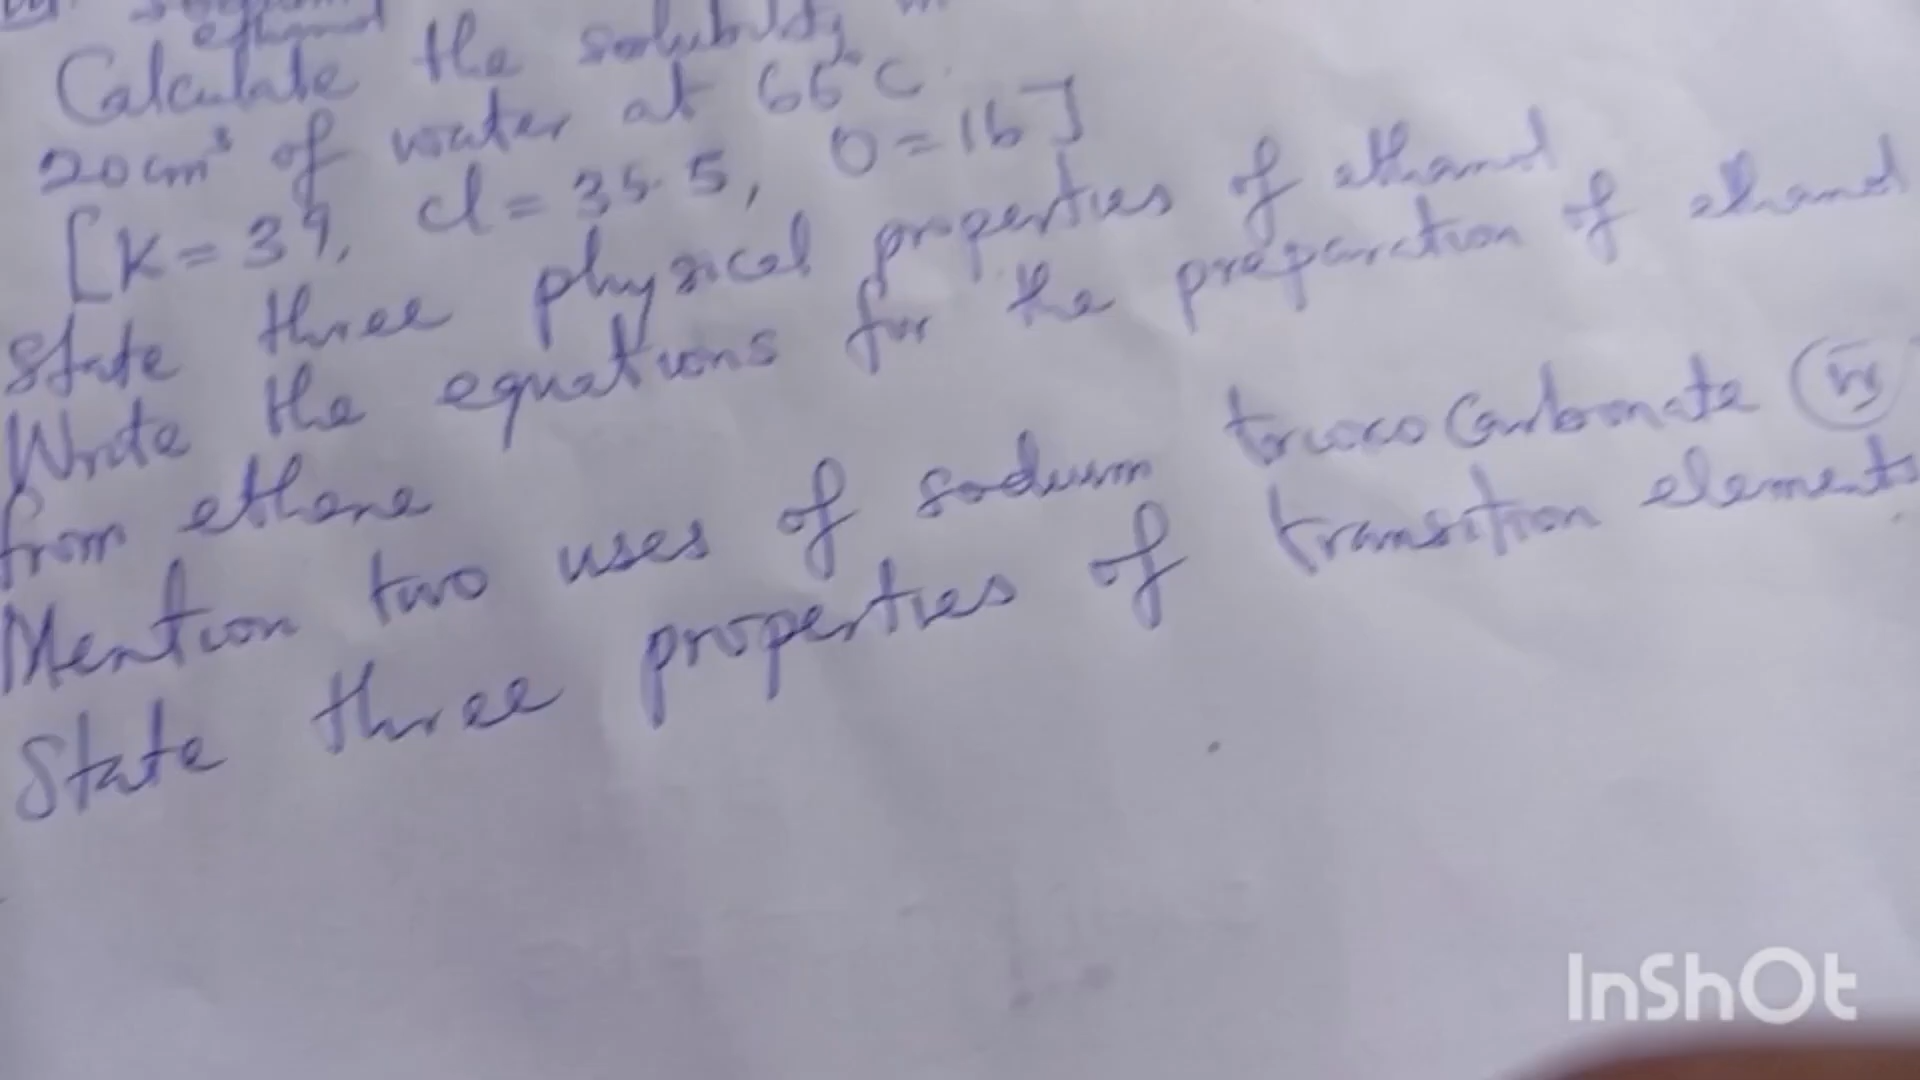 ethanol
Calculate the solubility
20cm³ of water at 66°C
[K = 39, Cl = 35.5, O = 16]
State three physical properties of ethanol
Write the equations for the preparation of ethanol
from ethene
Mention two uses of sodium trioxocarbonate (IV)
State three properties of transition elements
InShOt